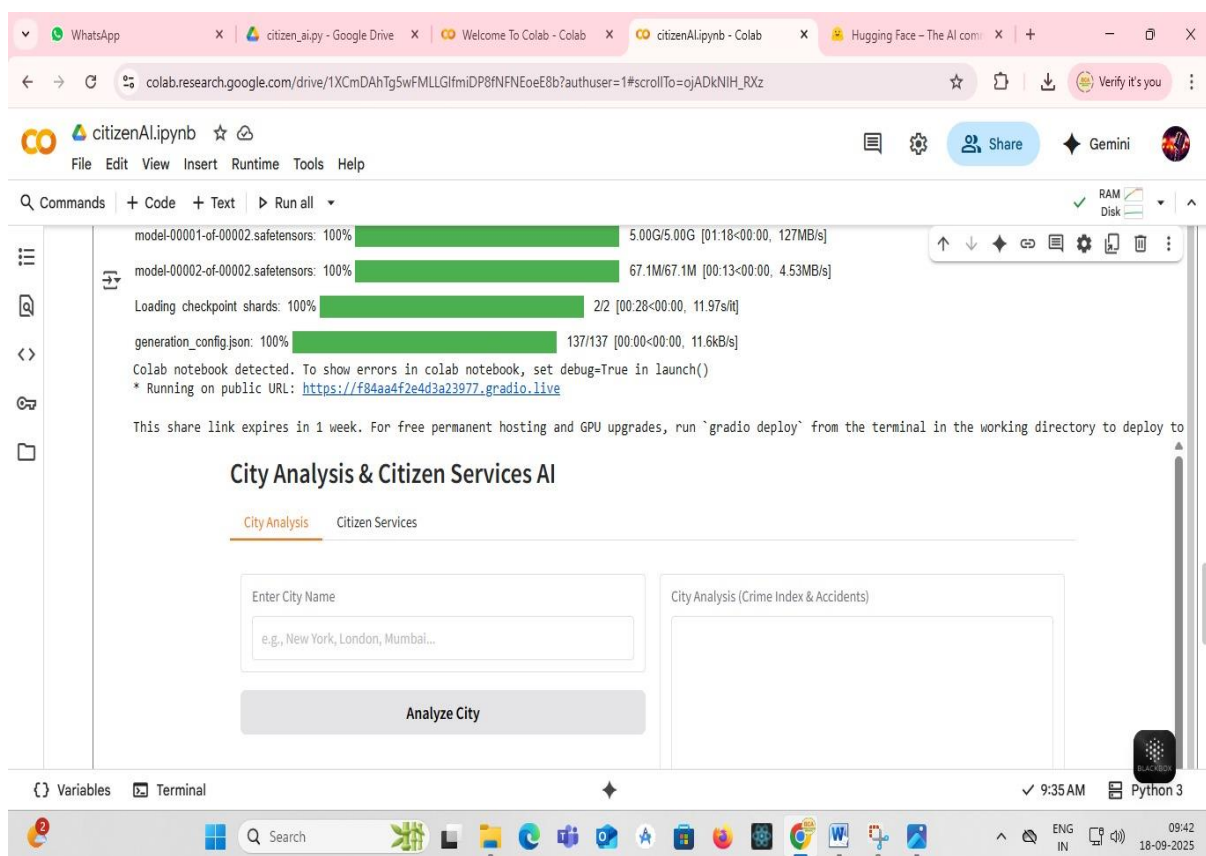 WhatsApp
citizen_ai.py - Google Drive
Welcome To Colab - Colab
citizenAI.ipynb - Colab
Hugging Face – The AI com
colab.research.google.com/drive/1XCmDAhTg5wFMLLGlfmiDP8fNFNEoeE8b?authuser=1#scrollTo=ojADkNIH_RXz
Verify it's you
citizenAI.ipynb
Share
Gemini
File Edit View Insert Runtime Tools Help
Commands + Code + Text Run all
RAM
Disk
model-00001-of-00002.safetensors: 100% 5.00G/5.00G [01:18<00:00, 127MB/s]
model-00002-of-00002.safetensors: 100% 67.1M/67.1M [00:13<00:00, 4.53MB/s]
Loading checkpoint shards: 100% 2/2 [00:28<00:00, 11.97s/it]
generation_config.json: 100% 137/137 [00:00<00:00, 11.6kB/s]
Colab notebook detected. To show errors in colab notebook, set debug=True in launch()
* Running on public URL: https://f84aa4f2e4d3a23977.gradio.live
This share link expires in 1 week. For free permanent hosting and GPU upgrades, run `gradio deploy` from the terminal in the working directory to deploy to
City Analysis & Citizen Services AI
City Analysis Citizen Services
Enter City Name
City Analysis (Crime Index & Accidents)
e.g., New York, London, Mumbai...
Analyze City
BLACKBOX
{} Variables Terminal
9:35 AM Python 3
2
Search
ENG
IN
09:42
18-09-2025